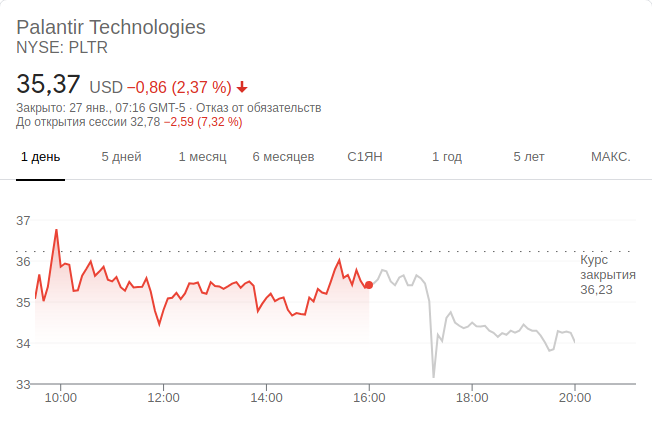 Palantir Technologies
NYSE: PLTR
35,37 USD −0,86 (2,37 %)
Закрыто: 27 янв., 07:16 GMT-5 · Отказ от обязательств
До открытия сессии 32,78 −2,59 (7,32 %)
1 день 5 дней 1 месяц 6 месяцев С1ЯН 1 год 5 лет МАКС.
37
36
35
34
33
Курс
закрытия
36,23
10:00 12:00 14:00 16:00 18:00 20:00